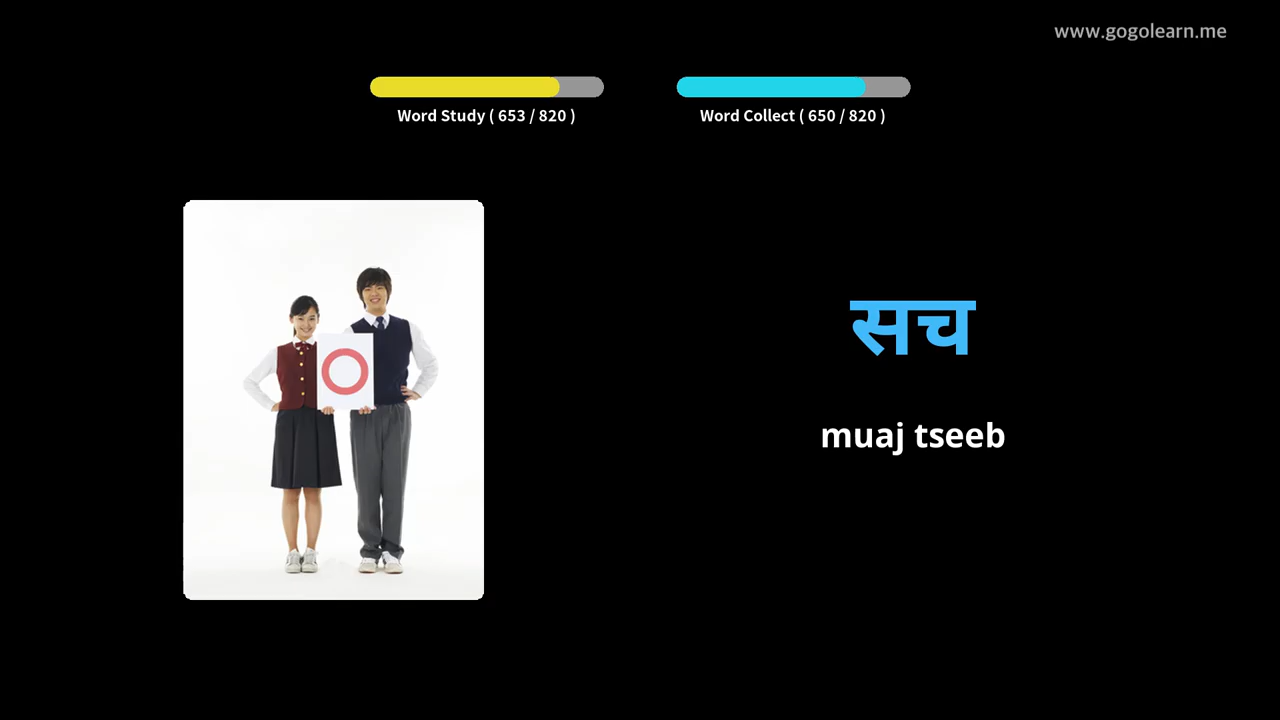 www.gogolearn.me
Word Study ( 653 / 820 )
Word Collect ( 650 / 820 )
सच
muaj tseeb